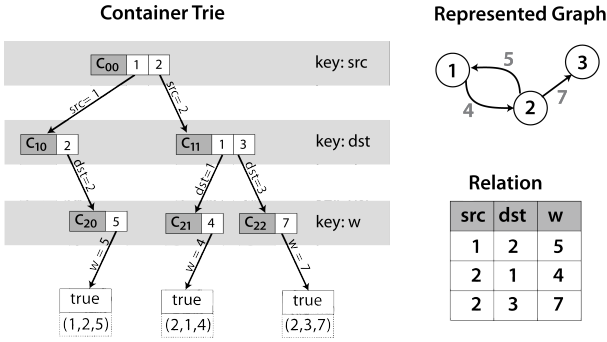 Container Trie
C00 1 2
key: src
src=1
src=2
C10 2
C11 1 3
key: dst
dst=2
dst=1
dst=3
C20 5
C21 4
C22 7
key: w
w = 5
w = 4
w = 7
true
true
true
(1,2,5)
(2,1,4)
(2,3,7)
Represented Graph
1
5
3
4
2
7
Relation
src dst w
1 2 5
2 1 4
2 3 7